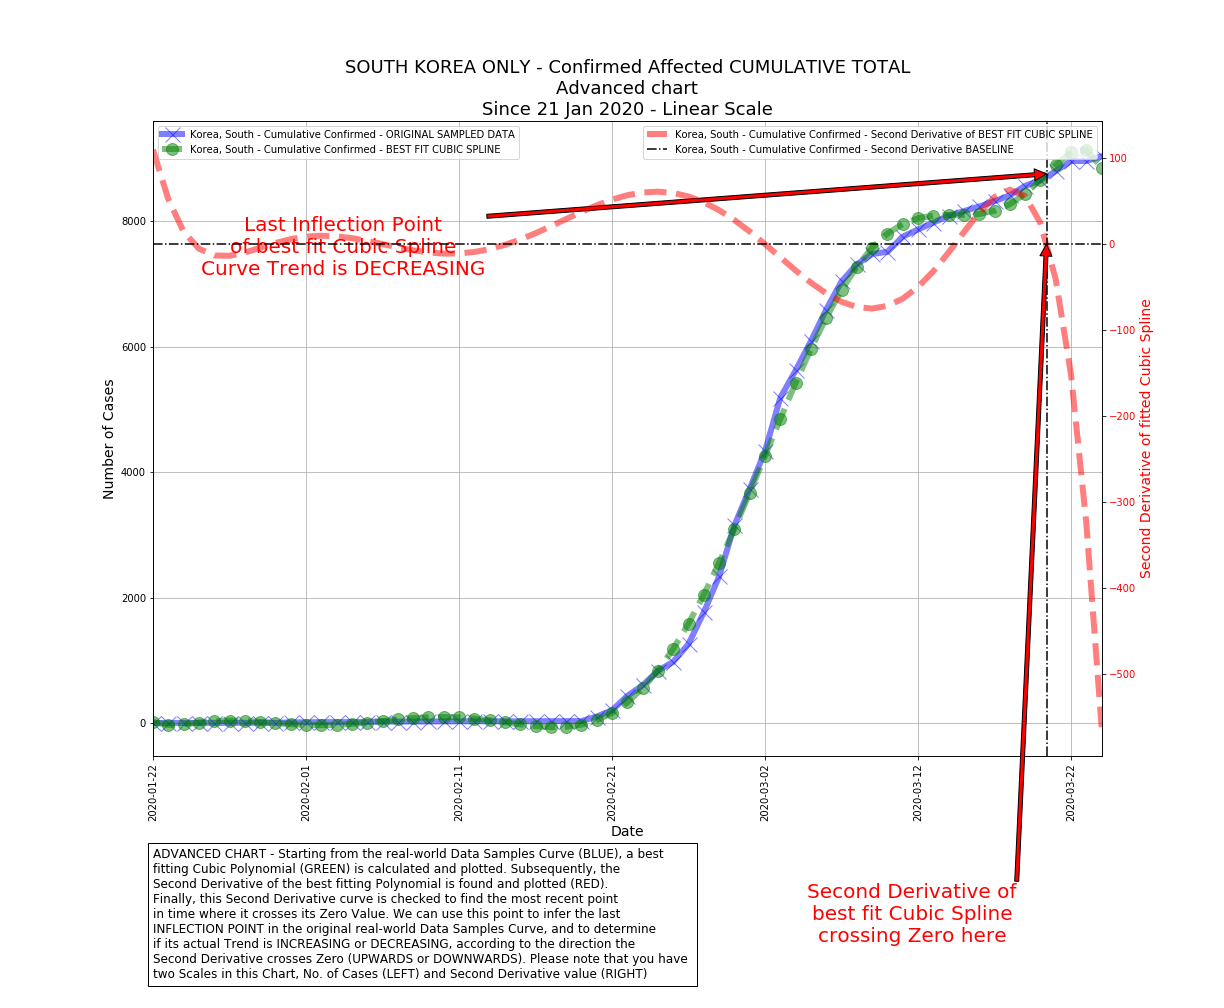 SOUTH KOREA ONLY - Confirmed Affected CUMULATIVE TOTAL
Advanced chart
Since 21 Jan 2020 - Linear Scale
Korea, South - Cumulative Confirmed - ORIGINAL SAMPLED DATA
Korea, South - Cumulative Confirmed - BEST FIT CUBIC SPLINE
Korea, South - Cumulative Confirmed - Second Derivative of BEST FIT CUBIC SPLINE
Korea, South - Cumulative Confirmed - Second Derivative BASELINE
Last Inflection Point
of best fit Cubic Spline
Curve Trend is DECREASING
Number of Cases
8000
6000
4000
2000
0
100
0
−100
−200
−300
−400
−500
Second Derivative of fitted Cubic Spline
2020-01-22
2020-02-01
2020-02-11
2020-02-21
2020-03-02
2020-03-12
2020-03-22
Date
ADVANCED CHART - Starting from the real-world Data Samples Curve (BLUE), a best
fitting Cubic Polynomial (GREEN) is calculated and plotted. Subsequently, the
Second Derivative of the best fitting Polynomial is found and plotted (RED).
Finally, this Second Derivative curve is checked to find the most recent point
in time where it crosses its Zero Value. We can use this point to infer the last
INFLECTION POINT in the original real-world Data Samples Curve, and to determine
if its actual Trend is INCREASING or DECREASING, according to the direction the
Second Derivative crosses Zero (UPWARDS or DOWNWARDS). Please note that you have
two Scales in this Chart, No. of Cases (LEFT) and Second Derivative value (RIGHT)
Second Derivative of
best fit Cubic Spline
crossing Zero here